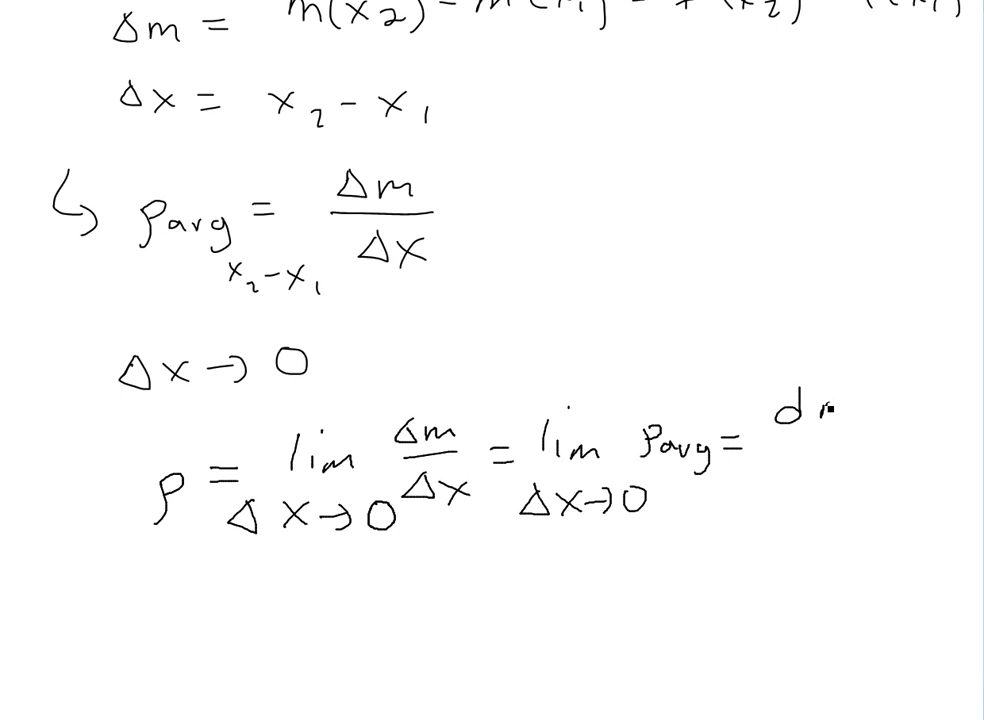 Δm = m(x₂) - m(x₁) = f(x₂) - f(x₁)
Δx = x₂ - x₁
↳ ρavg x₂-x₁ = Δm/Δx
Δx → 0
ρ = lim Δx→0 Δm/Δx = lim Δx→0 ρavg = d